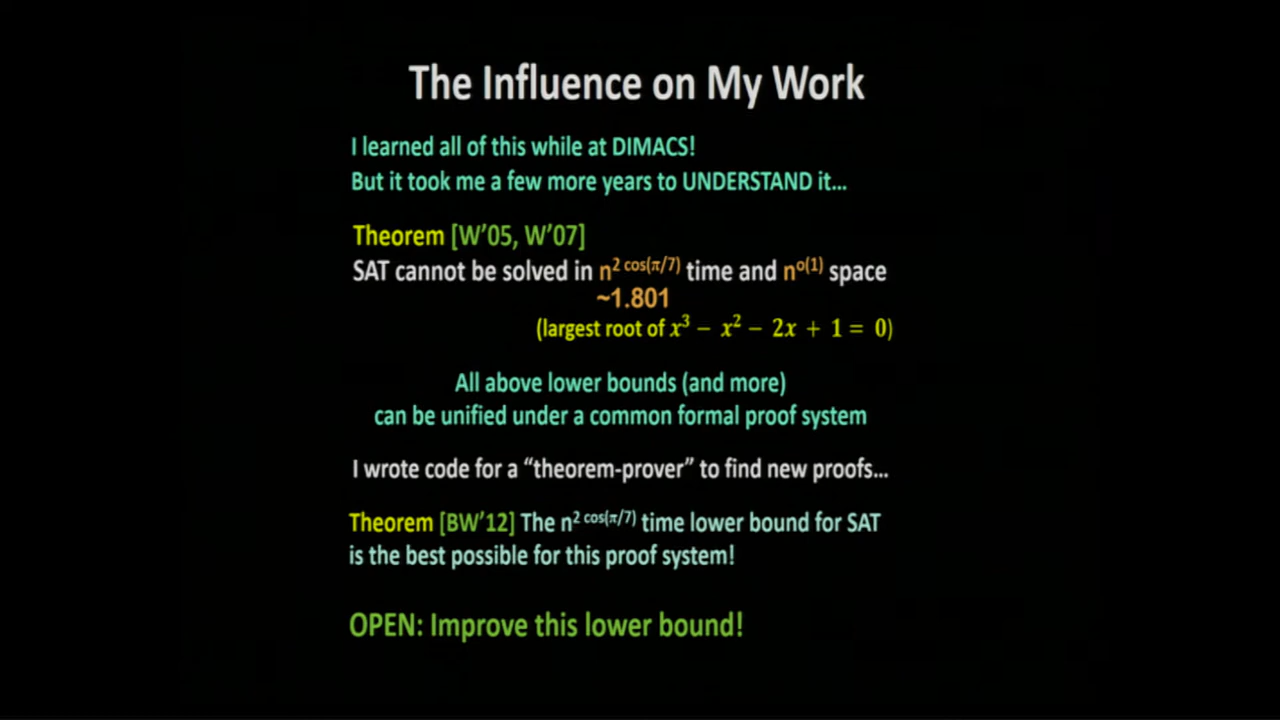 The Influence on My Work
I learned all of this while at DIMACS!
But it took me a few more years to UNDERSTAND it...
Theorem [W'05, W'07]
SAT cannot be solved in n^{2 cos(π/7)} time and n^{o(1)} space
~1.801
(largest root of x³ − x² − 2x + 1 = 0)
All above lower bounds (and more)
can be unified under a common formal proof system
I wrote code for a “theorem-prover” to find new proofs...
Theorem [BW'12] The n^{2 cos(π/7)} time lower bound for SAT
is the best possible for this proof system!
OPEN: Improve this lower bound!